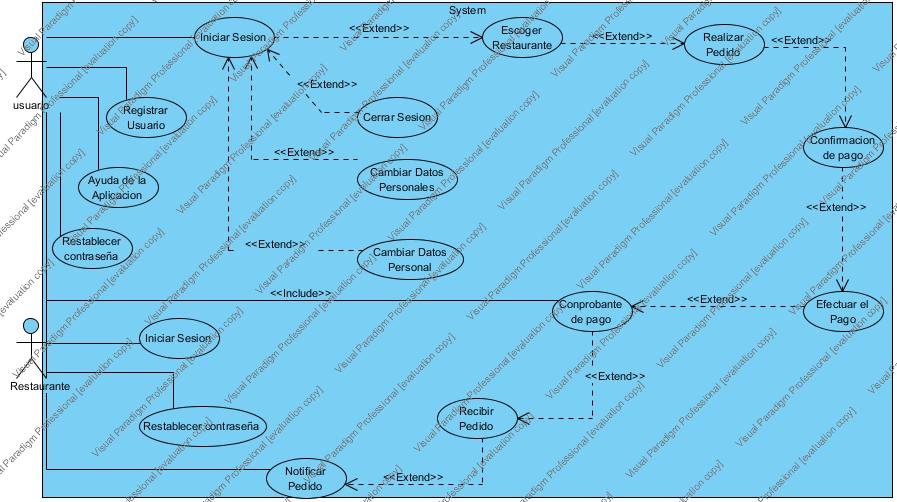 System
Iniciar Sesion
<<Extend>>
Escoger
Restaurante
<<Extend>>
Realizar
Pedido
<<Extend>>
usuario
<<Extend>>
Registrar
Usuario
Cerrar Sesion
Confirmacion
de pago
<<Extend>>
Ayuda de la
Aplicacion
Cambiar Datos
Personales
<<Extend>>
Restablecer
contraseña
<<Extend>>
Cambiar Datos
Personal
<<Include>>
Conprobante
de pago
<<Extend>>
Efectuar el
Pago
Iniciar Sesion
Restaurante
<<Extend>>
Restablecer contraseña
Recibir
Pedido
Notificar
Pedido
<<Extend>>
Visual Paradigm Professional [evaluation copy]